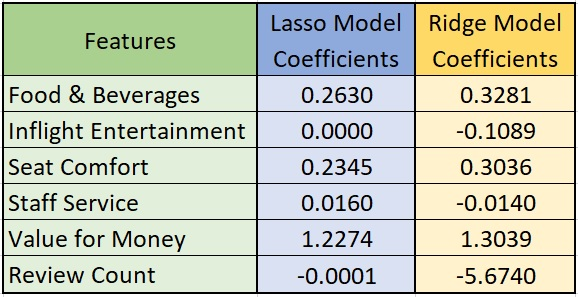 Features Lasso Model Coefficients Ridge Model Coefficients
Food & Beverages 0.2630 0.3281
Inflight Entertainment 0.0000 -0.1089
Seat Comfort 0.2345 0.3036
Staff Service 0.0160 -0.0140
Value for Money 1.2274 1.3039
Review Count -0.0001 -5.6740